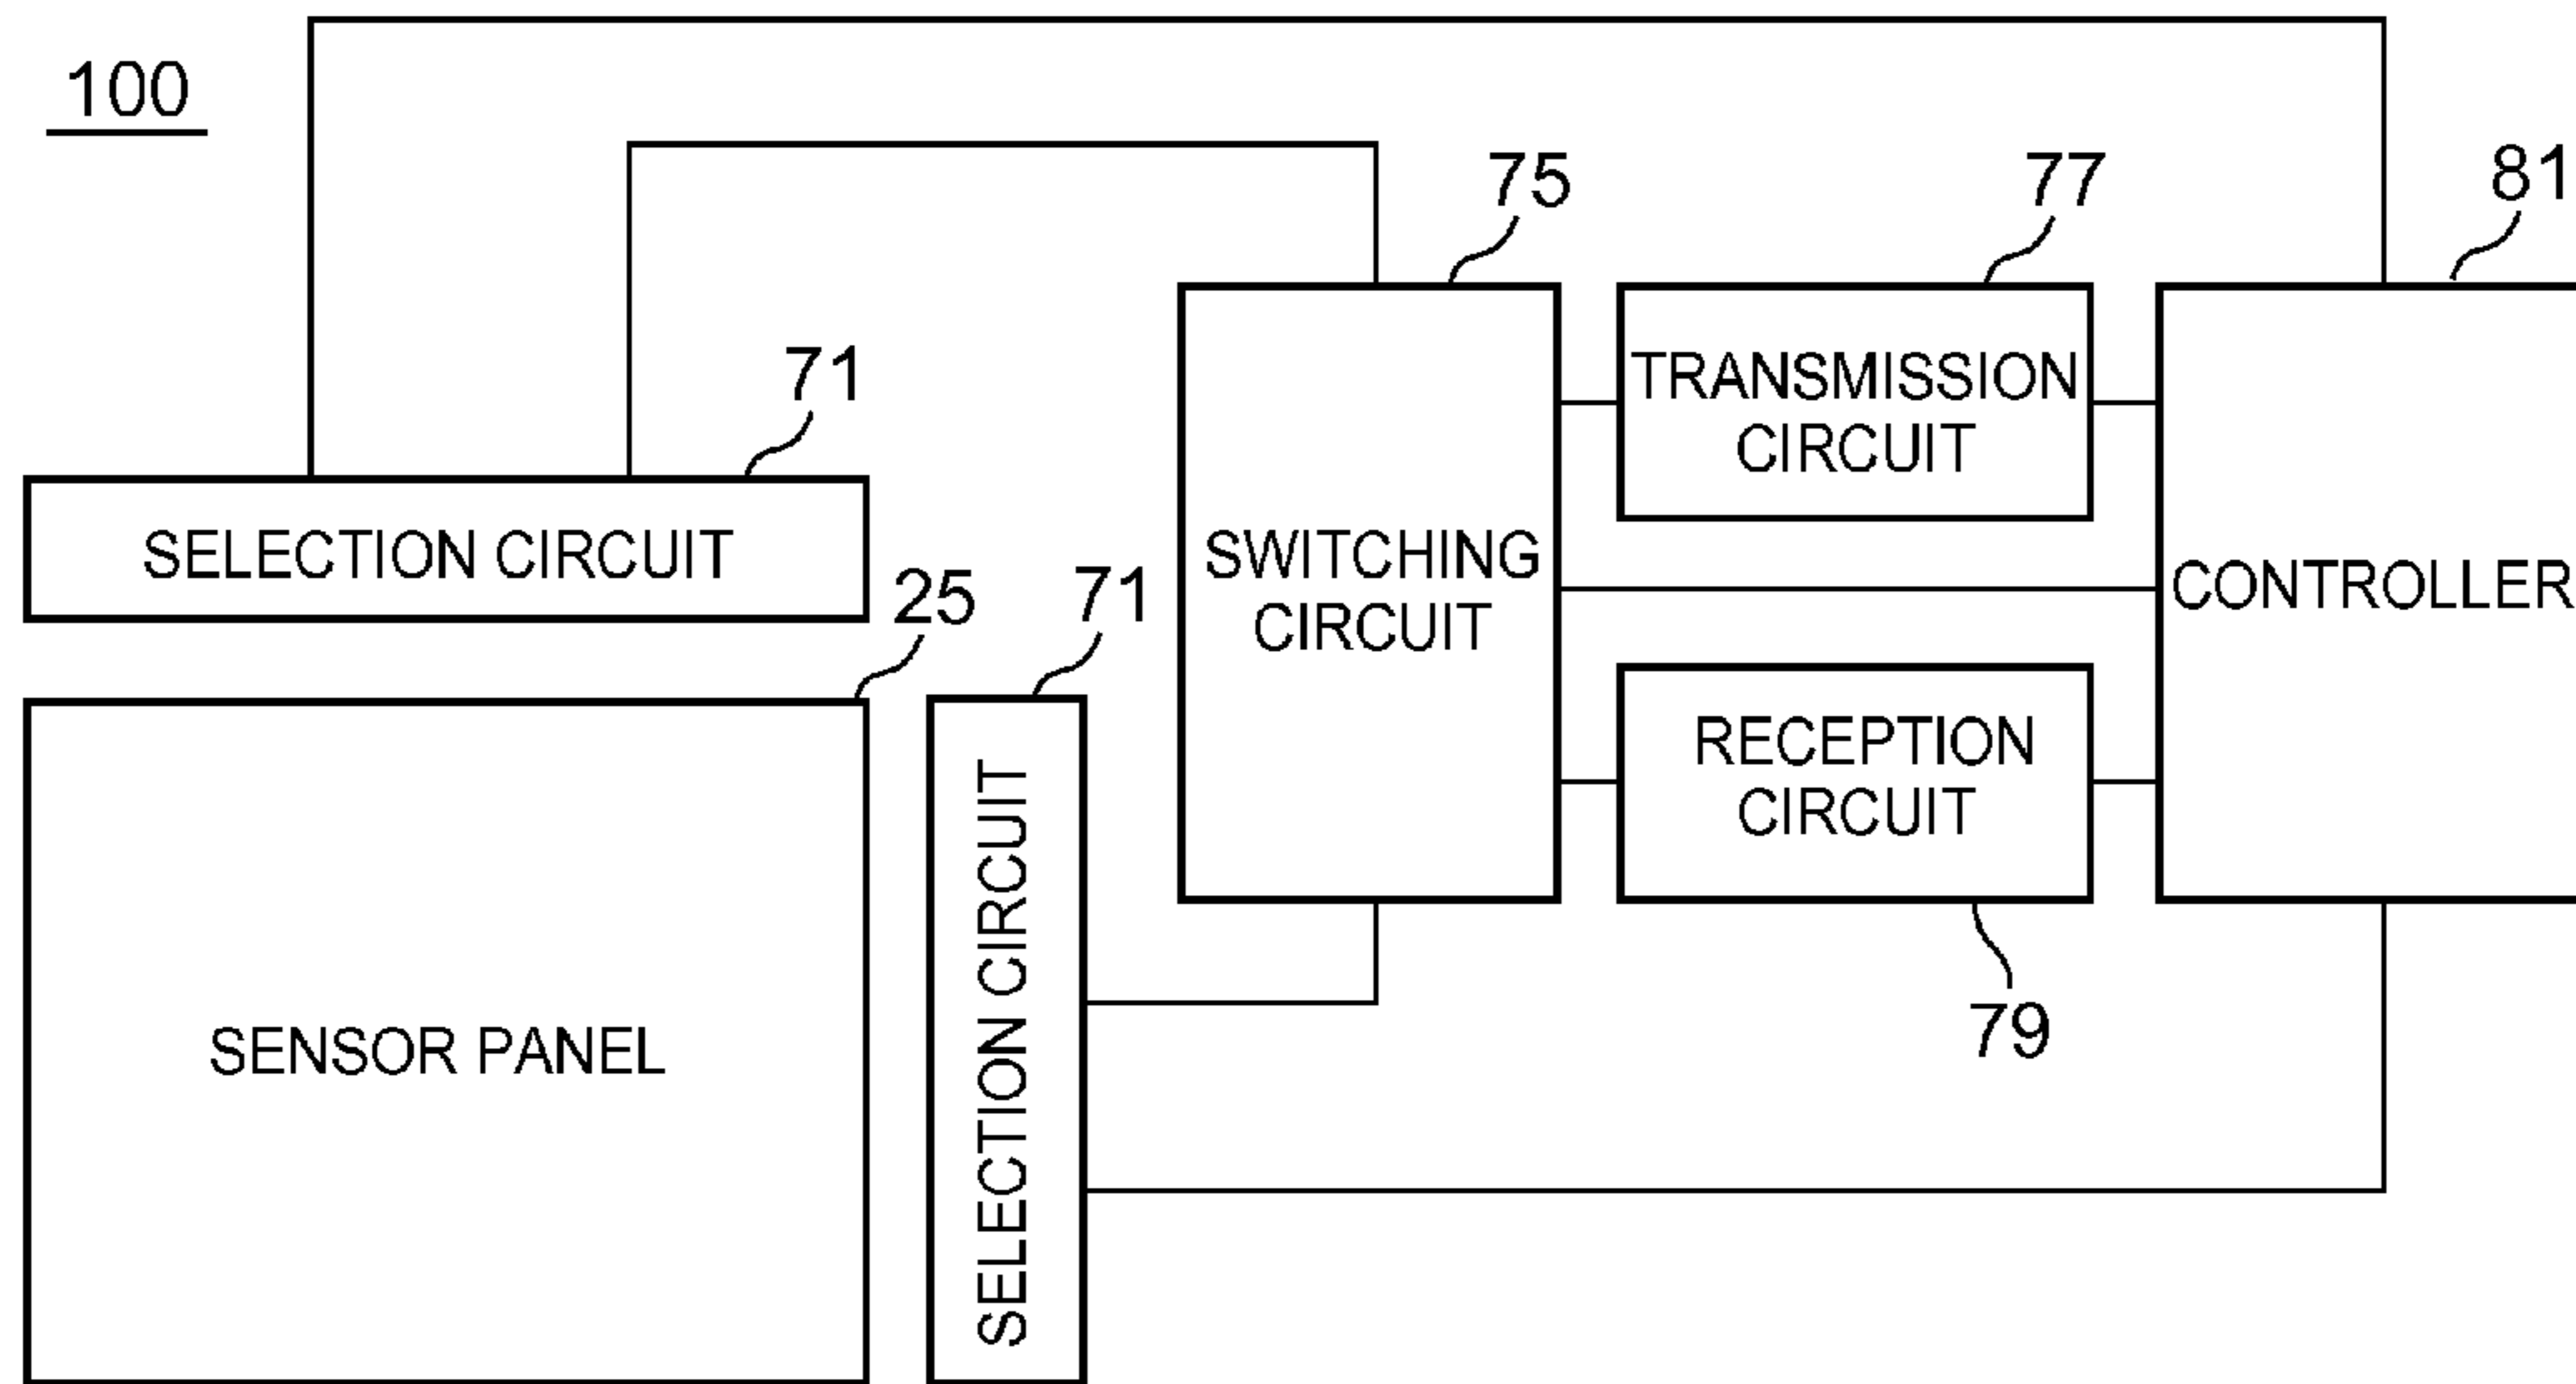 100
75
77
81
71
TRANSMISSION
CIRCUIT
SELECTION CIRCUIT
SWITCHING
CIRCUIT
CONTROLLER
25
71
RECEPTION
CIRCUIT
SELECTION CIRCUIT
79
SENSOR PANEL